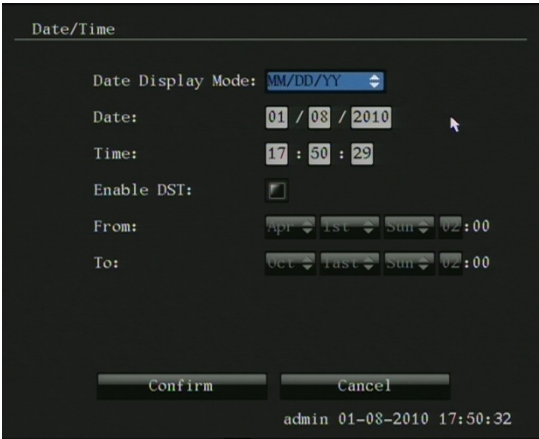 Date/Time
Date Display Mode: MM/DD/YY
Date: 01 / 08 / 2010
Time: 17 : 50 : 29
Enable DST:
From: Apr 1st Sun 02:00
To: Oct last Sun 02:00
Confirm Cancel
admin 01-08-2010 17:50:32